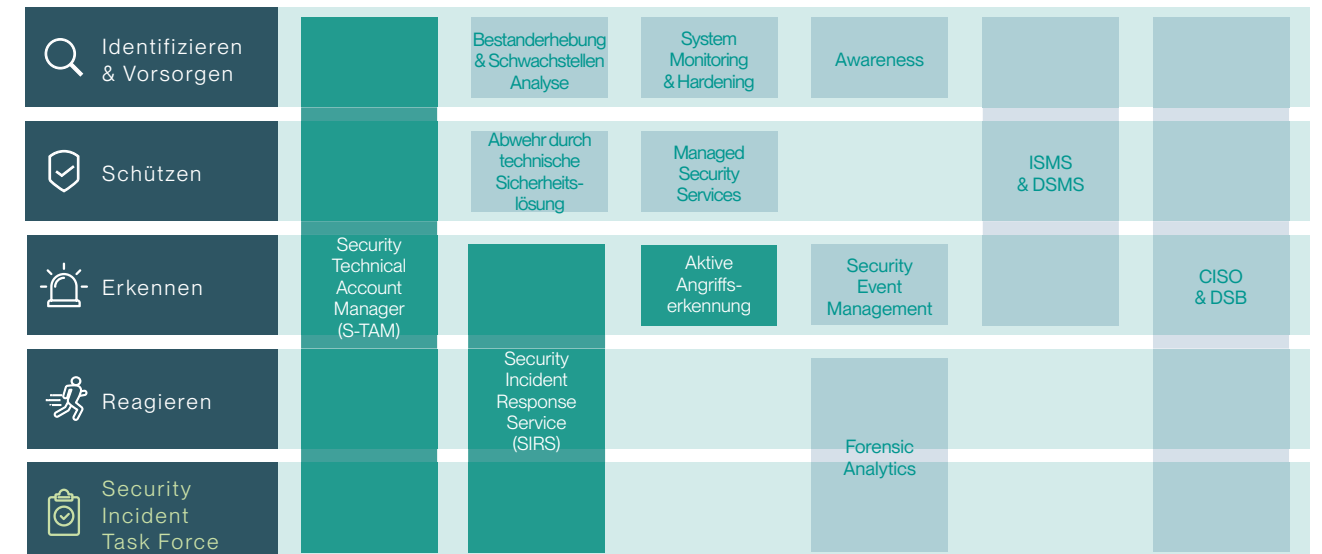 Identifizieren
& Vorsorgen
Bestanderhebung
& Schwachstellen
Analyse
System
Monitoring
& Hardening
Awareness
Schützen
Abwehr durch
technische
Sicherheits-
lösung
Managed
Security
Services
ISMS
& DSMS
Erkennen
Security
Technical
Account
Manager
(S-TAM)
Aktive
Angriffs-
erkennung
Security
Event
Management
CISO
& DSB
Reagieren
Security
Incident
Response
Service
(SIRS)
Forensic
Analytics
Security
Incident
Task Force